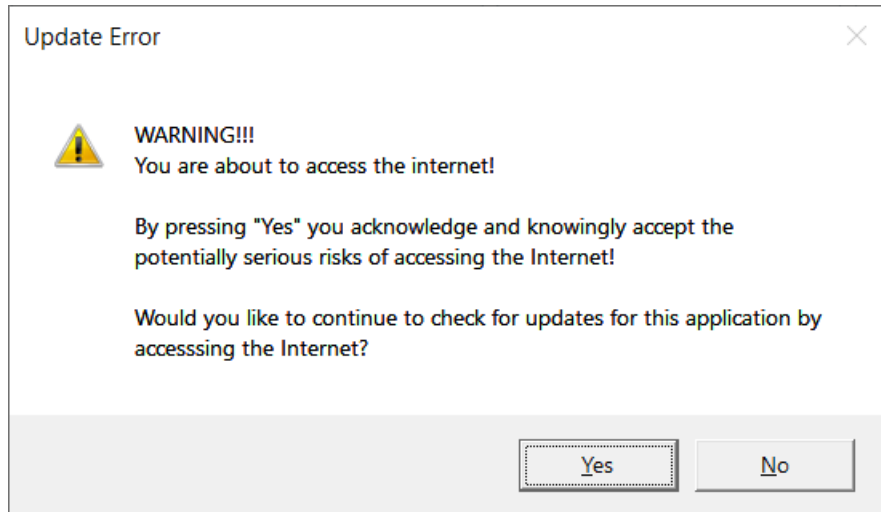 Update Error
WARNING!!!
You are about to access the internet!
By pressing "Yes" you acknowledge and knowingly accept the
potentially serious risks of accessing the Internet!
Would you like to continue to check for updates for this application by
accesssing the Internet?
Yes
No